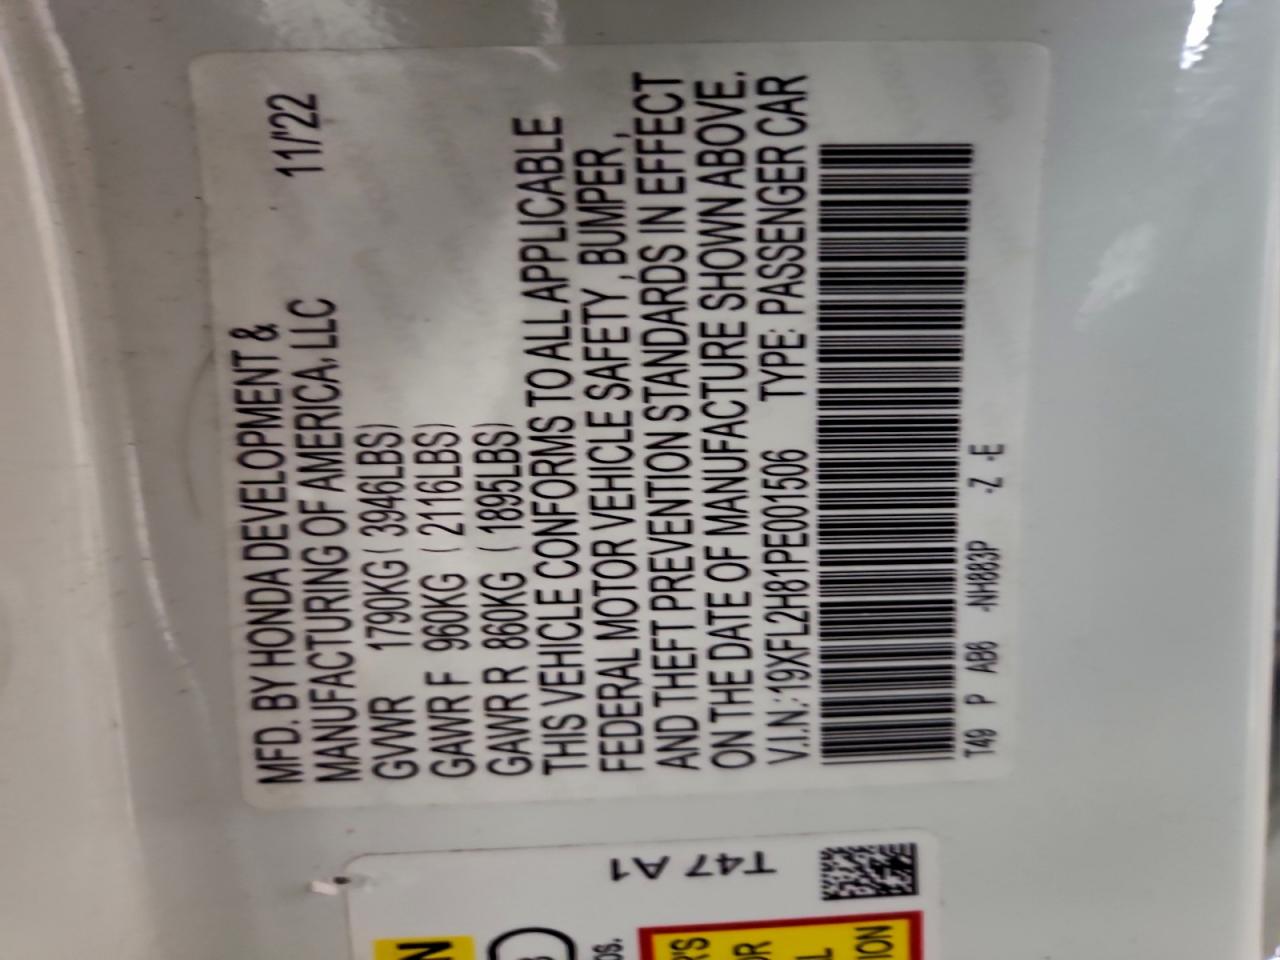 MFD. BY HONDA DEVELOPMENT &
MANUFACTURING OF AMERICA, LLC 11/'22
GVWR 1790KG ( 3946LBS)
GAWR F 960KG ( 2116LBS)
GAWR R 860KG ( 1895LBS)
THIS VEHICLE CONFORMS TO ALL APPLICABLE
FEDERAL MOTOR VEHICLE SAFETY , BUMPER ,
AND THEFT PREVENTION STANDARDS IN EFFECT
ON THE DATE OF MANUFACTURE SHOWN ABOVE.
V.I.N.:19XFL2H81PE001506 TYPE: PASSENGER CAR
T49 P AB6 -NH883P -Z -E
T47 A1